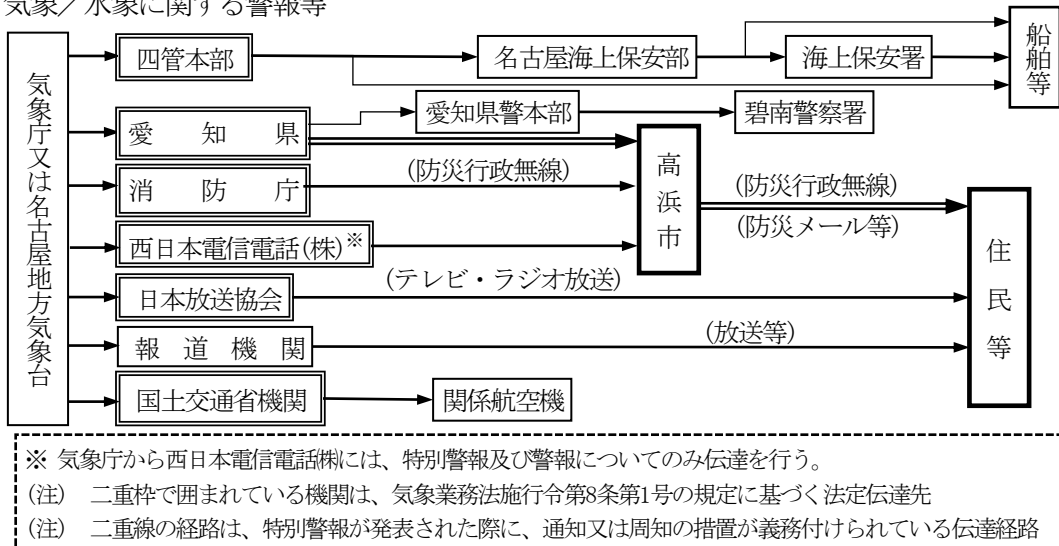 気象／水象に関する警報等
気象庁又は名古屋地方気象台
四管本部
名古屋海上保安部
海上保安署
船舶等
愛知県
愛知県警本部
碧南警察署
消防庁
(防災行政無線)
高浜市
(防災行政無線)
(防災メール等)
住民等
西日本電信電話(株)※
日本放送協会
(テレビ・ラジオ放送)
報道機関
(放送等)
国土交通省機関
関係航空機
※ 気象庁から西日本電信電話㈱には、特別警報及び警報についてのみ伝達を行う。
(注) 二重枠で囲まれている機関は、気象業務法施行令第8条第1号の規定に基づく法定伝達先
(注) 二重線の経路は、特別警報が発表された際に、通知又は周知の措置が義務付けられている伝達経路